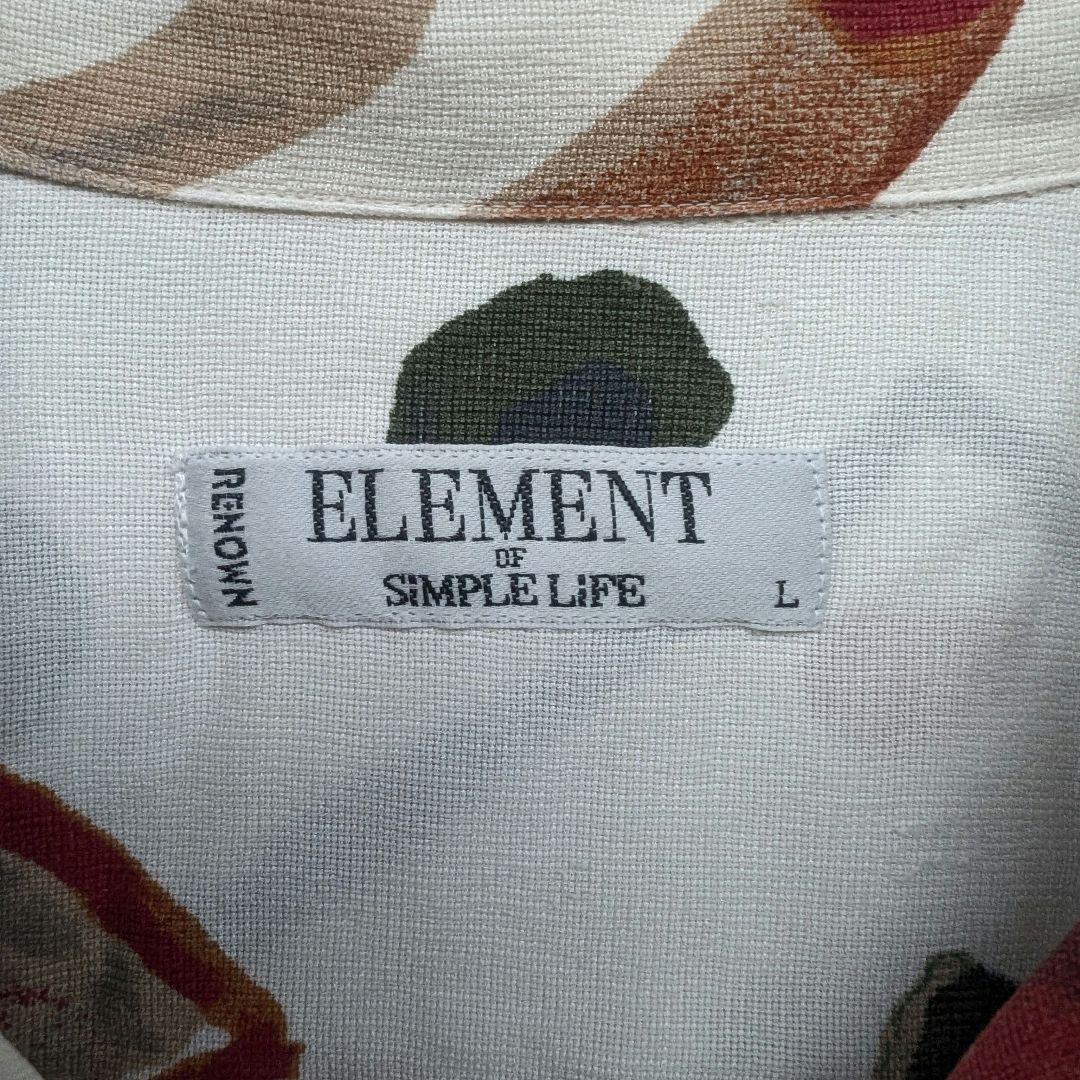 RENOWN
ELEMENT
OF
SiMPLE LiFE
L